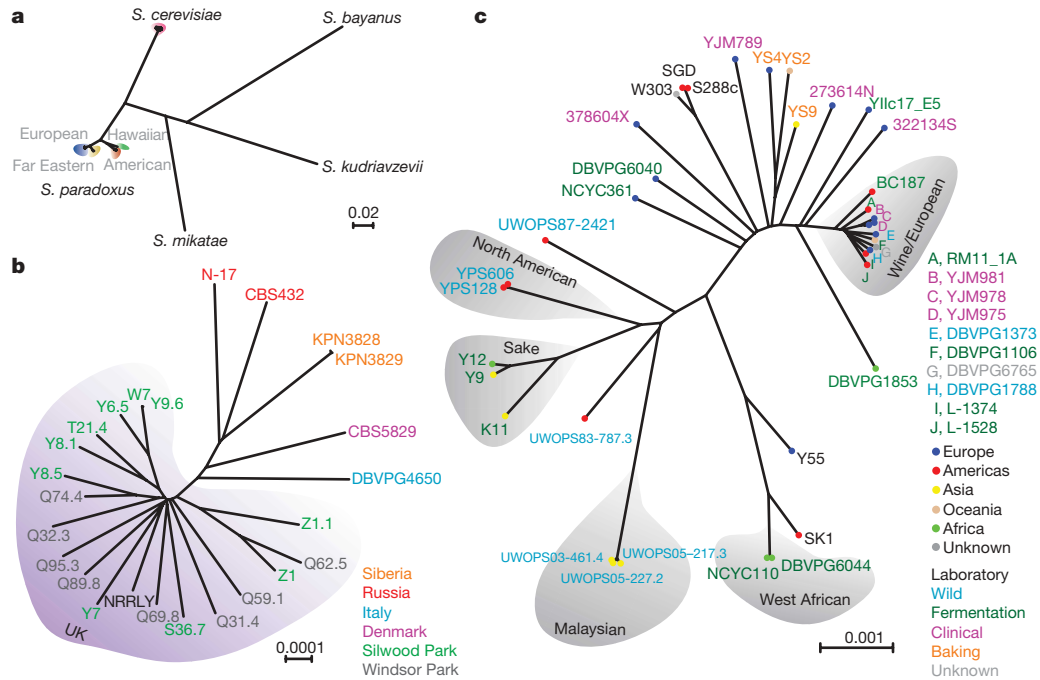 a
S. cerevisiae
S. bayanus
European
Hawaiian
Far Eastern
American
S. paradoxus
S. kudriavzevii
S. mikatae
0.02
b
N-17
CBS432
KPN3828
KPN3829
CBS5829
DBVPG4650
W7
Y9.6
Y6.5
T21.4
Y8.1
Y8.5
Q74.4
Q32.3
Q95.3
Q89.8
Y7
NRRLY
Q69.8
S36.7
Q31.4
Q59.1
Z1
Q62.5
Z1.1
UK
0.0001
Siberia
Russia
Italy
Denmark
Silwood Park
Windsor Park
c
YJM789
YS4
YS2
SGD
S288c
W303
YS9
273614N
YIIc17_E5
322134S
378604X
DBVPG6040
NCYC361
UWOPS87-2421
North American
YPS606
YPS128
Sake
Y12
Y9
K11
UWOPS83-787.3
UWOPS03-461.4
UWOPS05-217.3
UWOPS05-227.2
Malaysian
NCYC110
DBVPG6044
West African
SK1
Y55
DBVPG1853
BC187
A
B
C
D
E
F
G
H
I
J
Wine/European
A, RM11_1A
B, YJM981
C, YJM978
D, YJM975
E, DBVPG1373
F, DBVPG1106
G, DBVPG6765
H, DBVPG1788
I, L-1374
J, L-1528
Europe
Americas
Asia
Oceania
Africa
Unknown
Laboratory
Wild
Fermentation
Clinical
Baking
Unknown
0.001